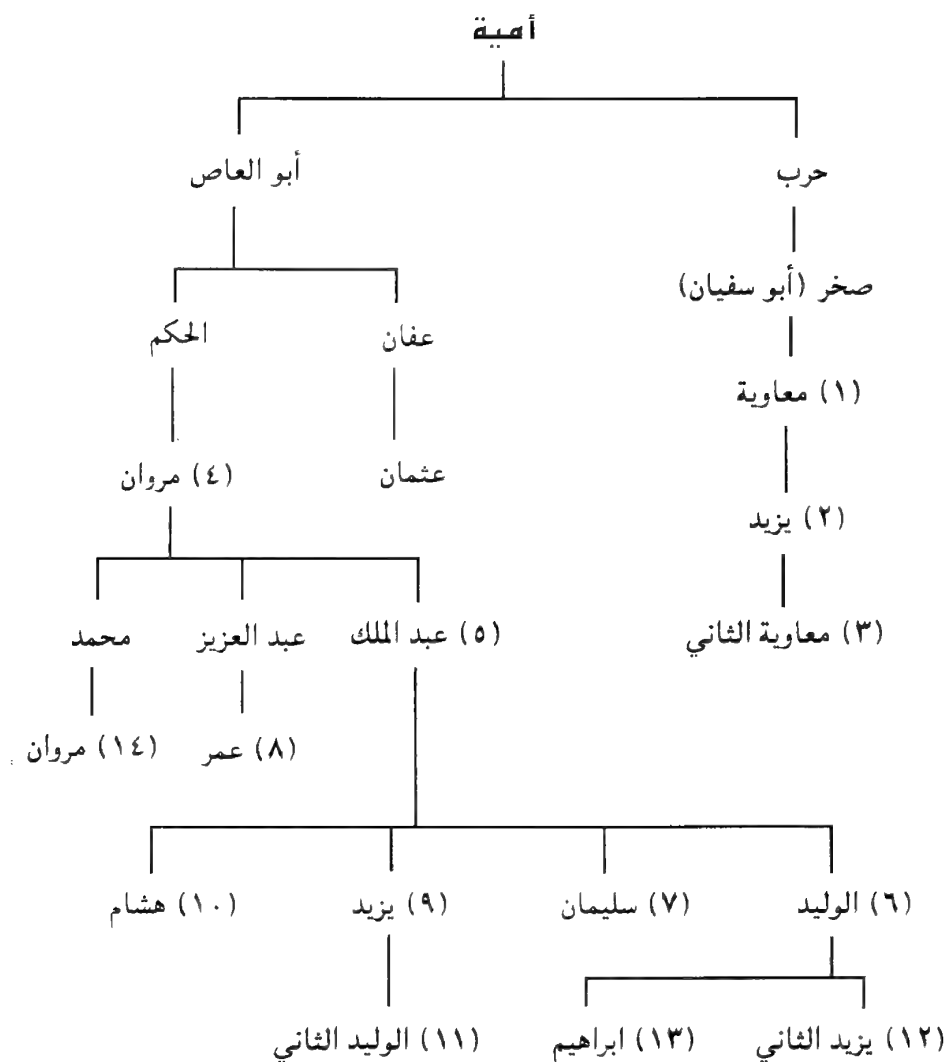 أمية
حرب أبو العاص
صخر (أبو سفيان)
عفان الحكم
(١) معاوية
عثمان (٤) مروان
(٢) يزيد
(٣) معاوية الثاني (٥) عبد الملك عبد العزيز محمد
(٨) عمر (١٤) مروان
(٦) الوليد (٧) سليمان (٩) يزيد (١٠) هشام
(١٢) يزيد الثاني (١٣) ابراهيم (١١) الوليد الثاني